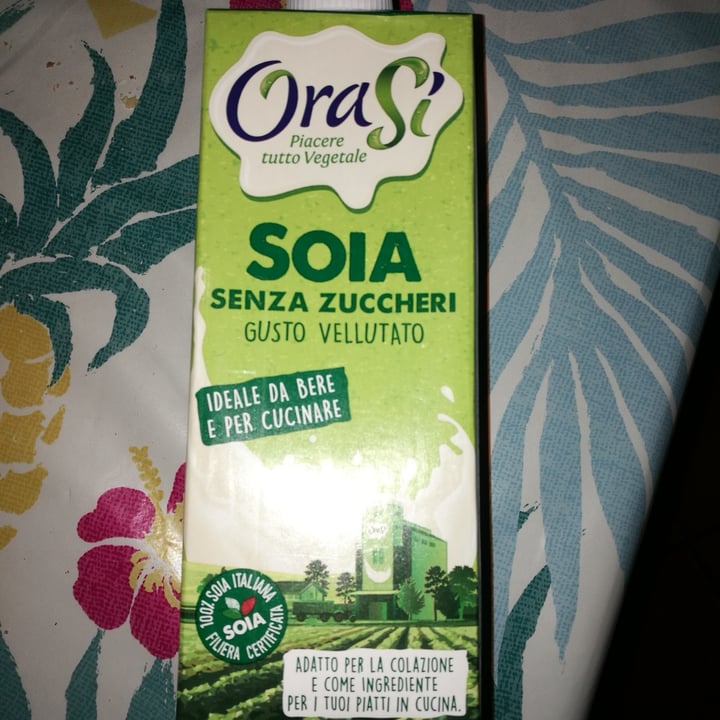 OraSì
Piacere
tutto Vegetale
SOIA
SENZA ZUCCHERI
GUSTO VELLUTATO
IDEALE DA BERE
E PER CUCINARE
OraSì
100% SOIA ITALIANA
SOIA
FILIERA CERTIFICATA
ADATTO PER LA COLAZIONE
E COME INGREDIENTE
PER I TUOI PIATTI IN CUCINA.